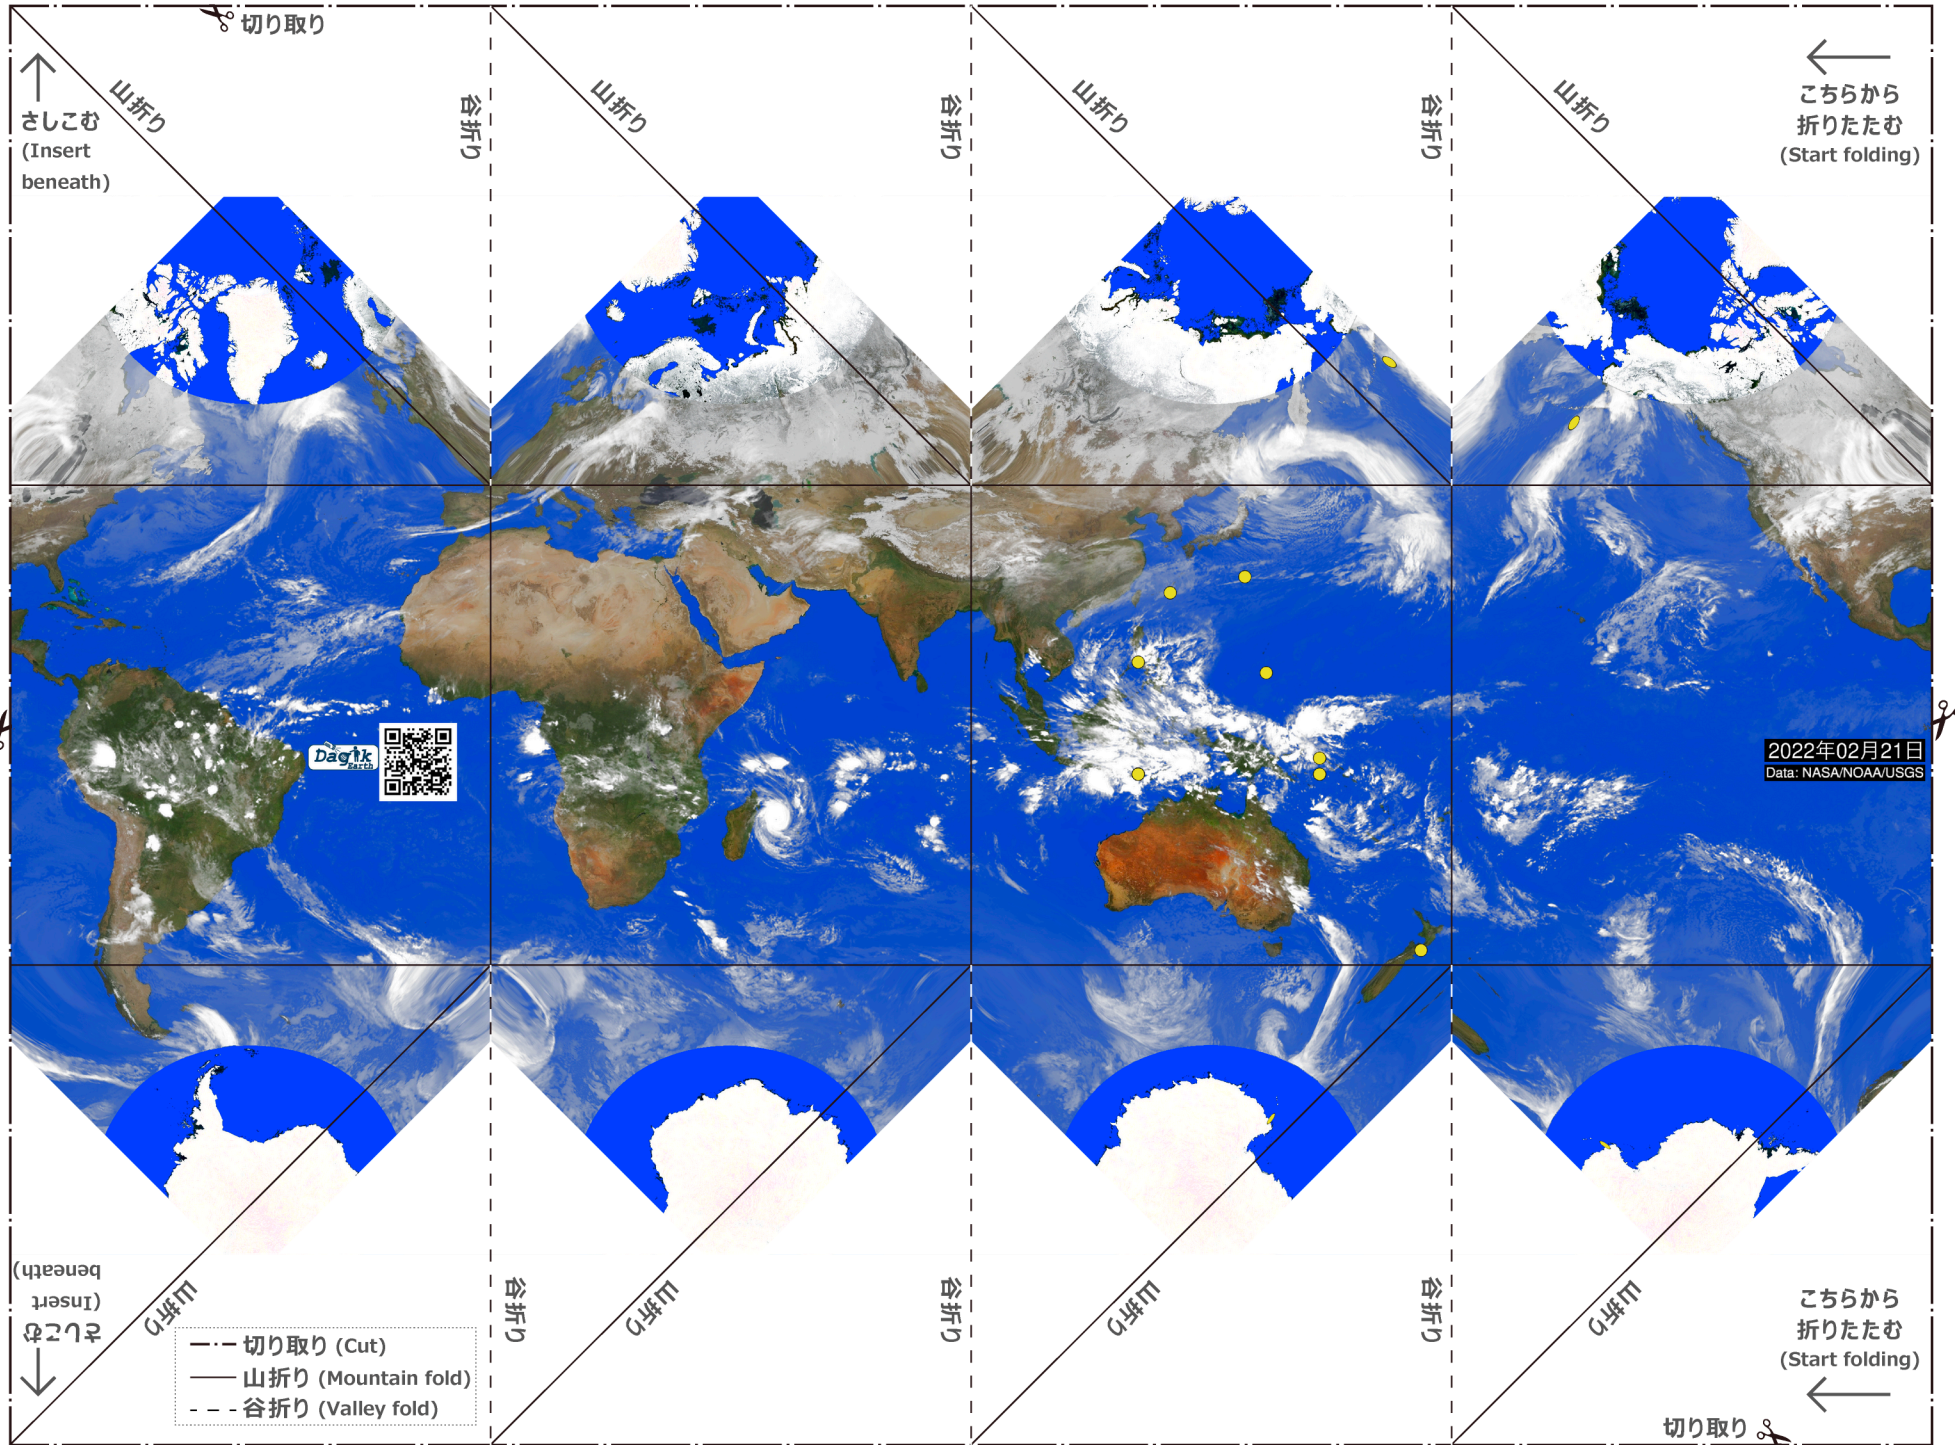 切り取り
さしこむ
(Insert
beneath)
山折り
谷折り
山折り
谷折り
山折り
谷折り
山折り
こちらから
折りたたむ
(Start folding)
Dagik
Earth
2022年02月21日
Data: NASA/NOAA/USGS
さしこむ
(Insert
beneath)
山折り
谷折り
山折り
谷折り
山折り
谷折り
山折り
こちらから
折りたたむ
(Start folding)
切り取り (Cut)
山折り (Mountain fold)
谷折り (Valley fold)
切り取り